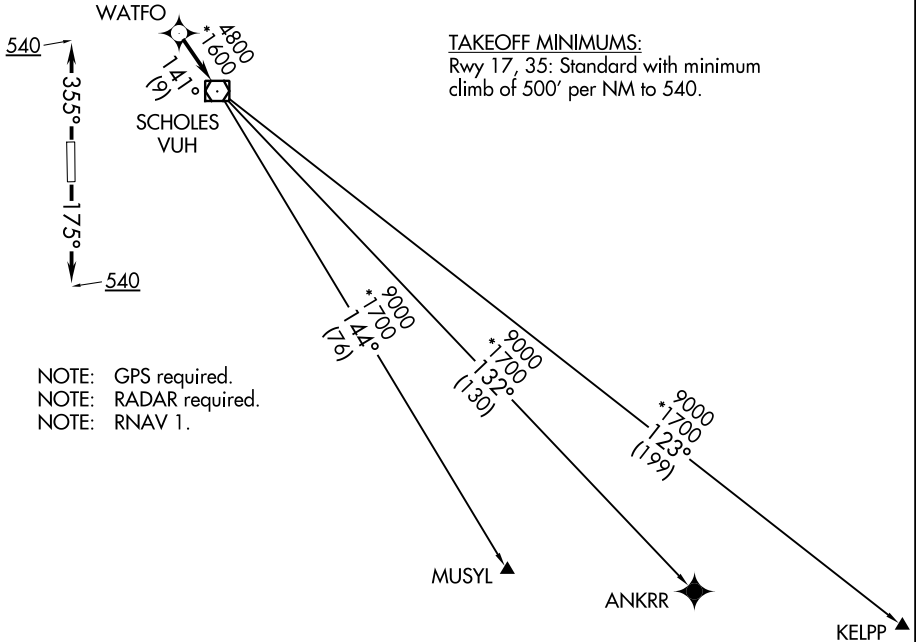 WATFO
540
4800
*1600
141°
(9)
TAKEOFF MINIMUMS:
Rwy 17, 35: Standard with minimum
climb of 500' per NM to 540.
355°
SCHOLES
VUH
175°
540
9000
*1700
144°
(76)
9000
*1700
132°
(130)
9000
*1700
123°
(199)
NOTE: GPS required.
NOTE: RADAR required.
NOTE: RNAV 1.
MUSYL
ANKRR
KELPP